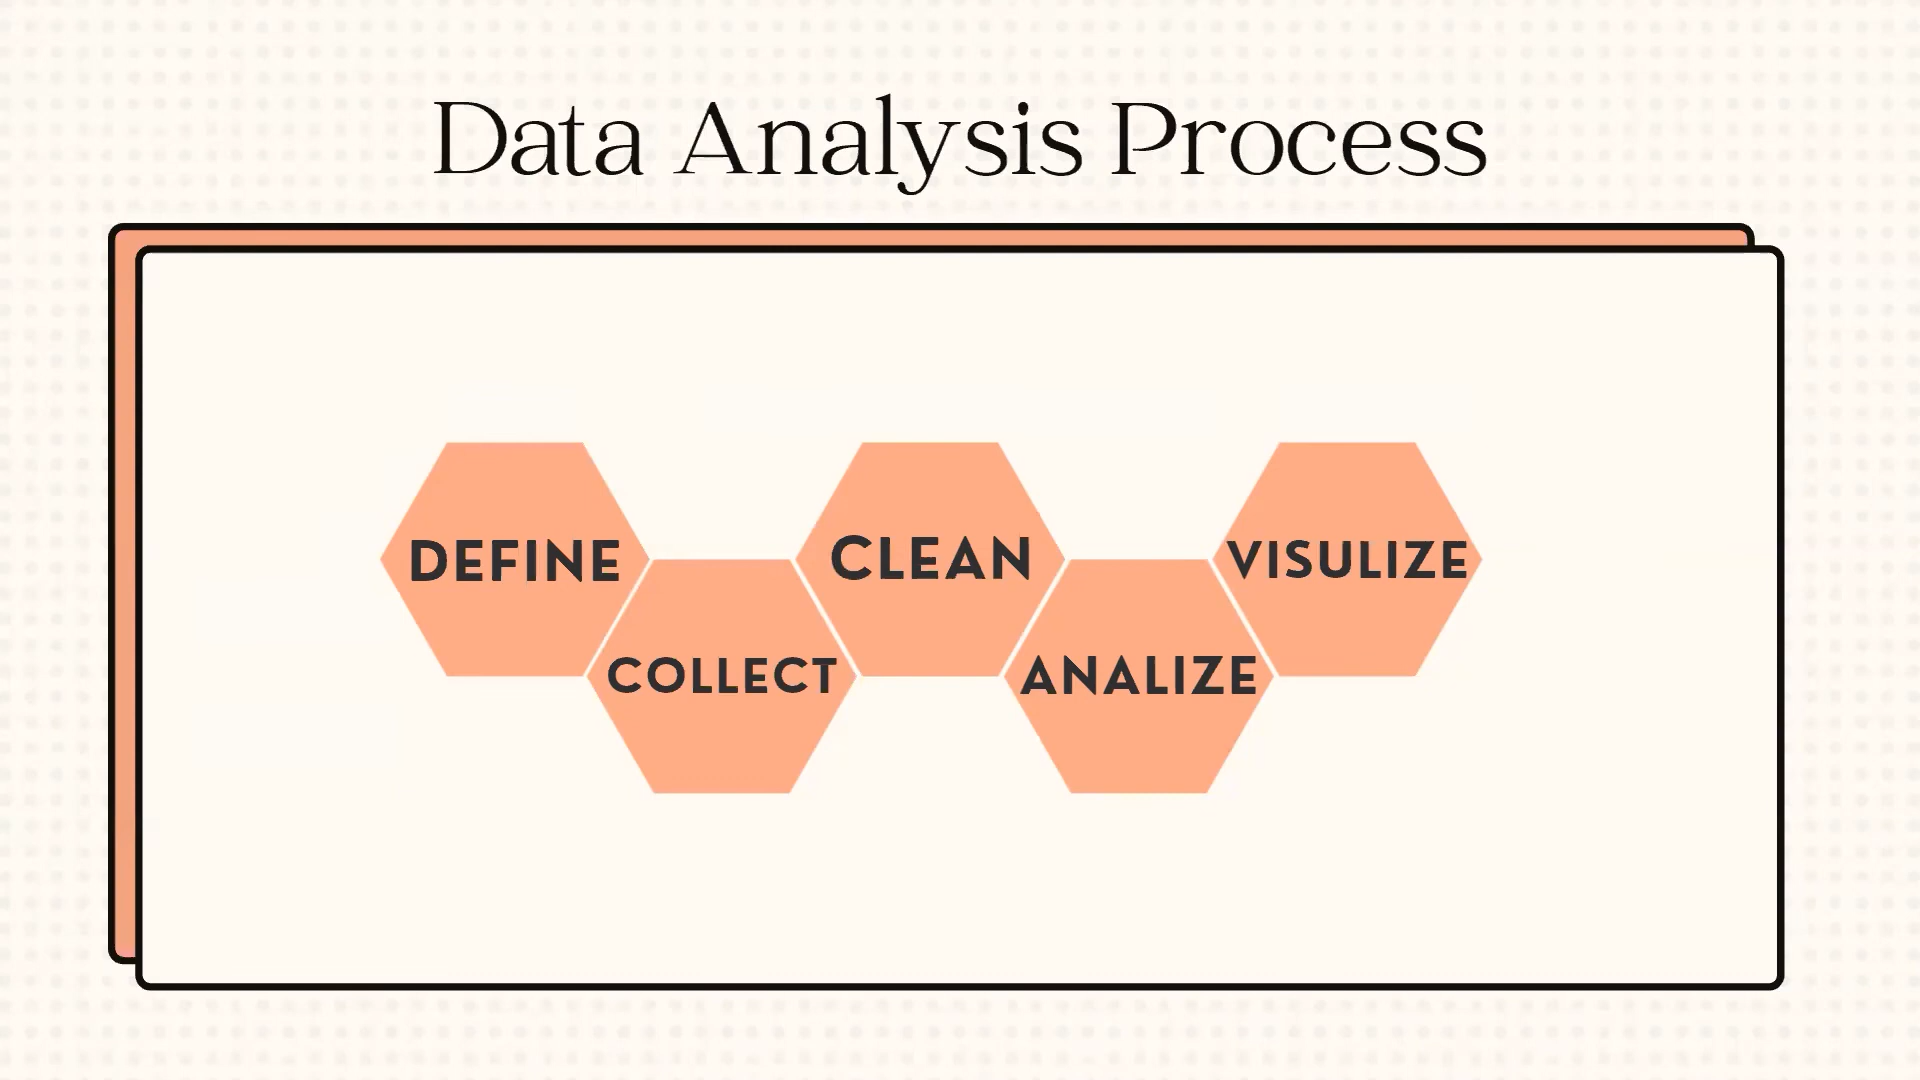 Data Analysis Process
DEFINE
COLLECT
CLEAN
ANALIZE
VISULIZE